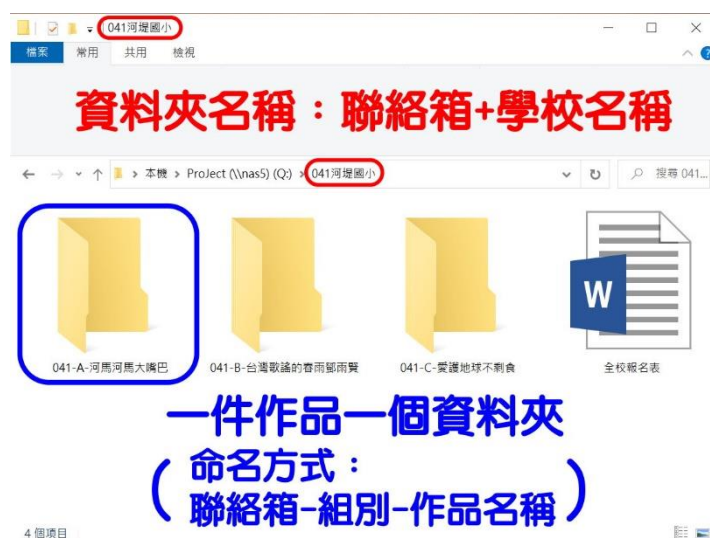 041河堤國小
檔案 常用 共用 檢視
資料夾名稱：聯絡箱+學校名稱
本機 > ProJect (\\nas5) (Q:) > 041河堤國小
搜尋 041...
W
041-A-河馬河馬大嘴巴
041-B-台灣歌謠的春雨鄧雨賢
041-C-愛護地球不剩食
全校報名表
一件作品一個資料夾
(命名方式：
聯絡箱-組別-作品名稱)
4 個項目